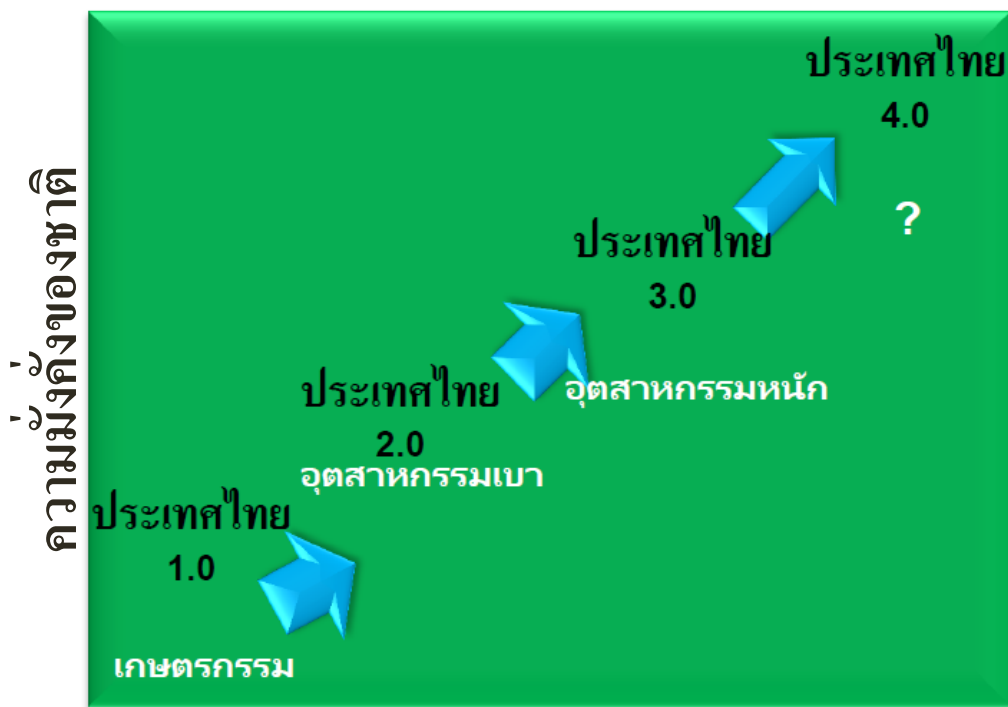 ประเทศไทย
4.0
?
ประเทศไทย
3.0
อุตสาหกรรมหนัก
ประเทศไทย
2.0
อุตสาหกรรมเบา
ประเทศไทย
1.0
เกษตรกรรม
ความมั่งคั่งของชาติ